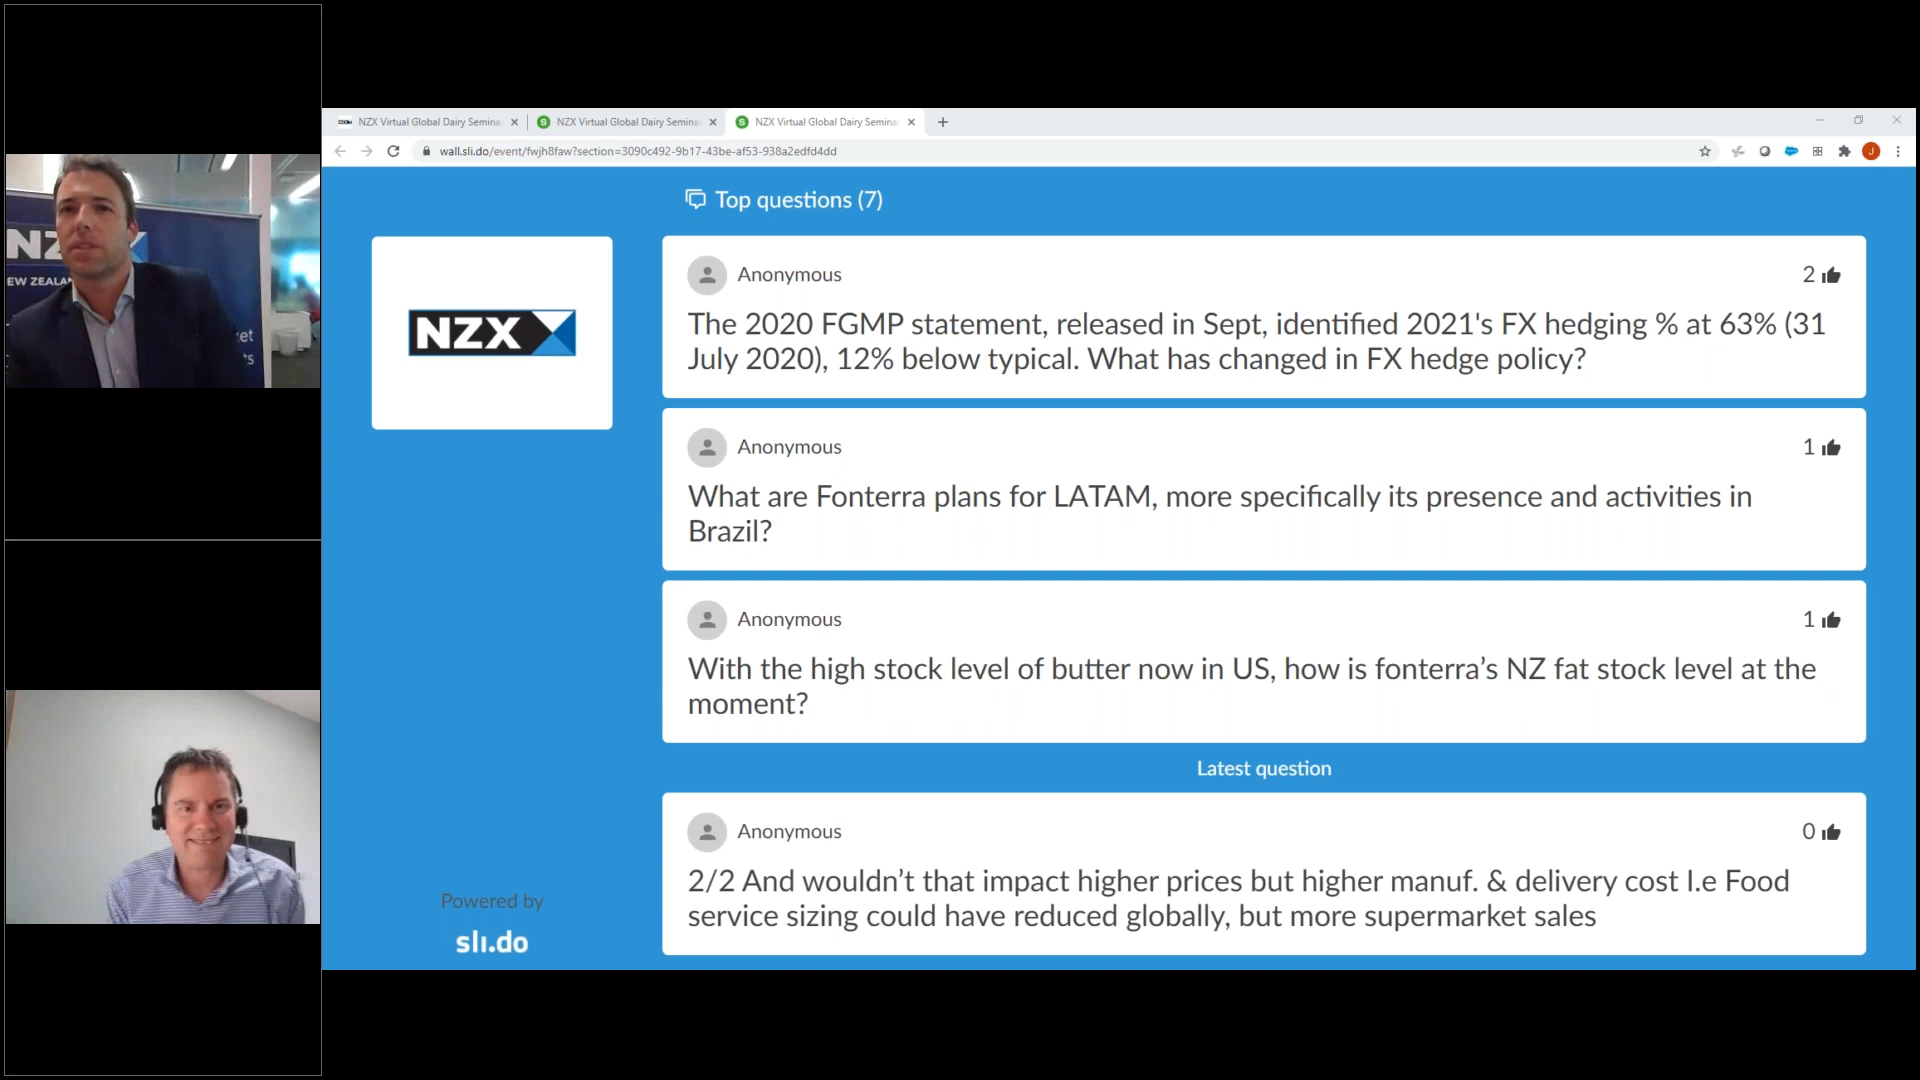 NZX Virtual Global Dairy Semina
NZX Virtual Global Dairy Semina
NZX Virtual Global Dairy Semina
wall.sli.do/event/fwjh8faw?section=3090c492-9b17-43be-af53-938a2edfd4dd
J
NZ
EW ZEALA
ket
ts
NZX
Top questions (7)
Anonymous
2
The 2020 FGMP statement, released in Sept, identified 2021's FX hedging % at 63% (31
July 2020), 12% below typical. What has changed in FX hedge policy?
Anonymous
1
What are Fonterra plans for LATAM, more specifically its presence and activities in
Brazil?
Anonymous
1
With the high stock level of butter now in US, how is fonterra’s NZ fat stock level at the
moment?
Latest question
Anonymous
0
2/2 And wouldn’t that impact higher prices but higher manuf. & delivery cost I.e Food
service sizing could have reduced globally, but more supermarket sales
Powered by
sli.do